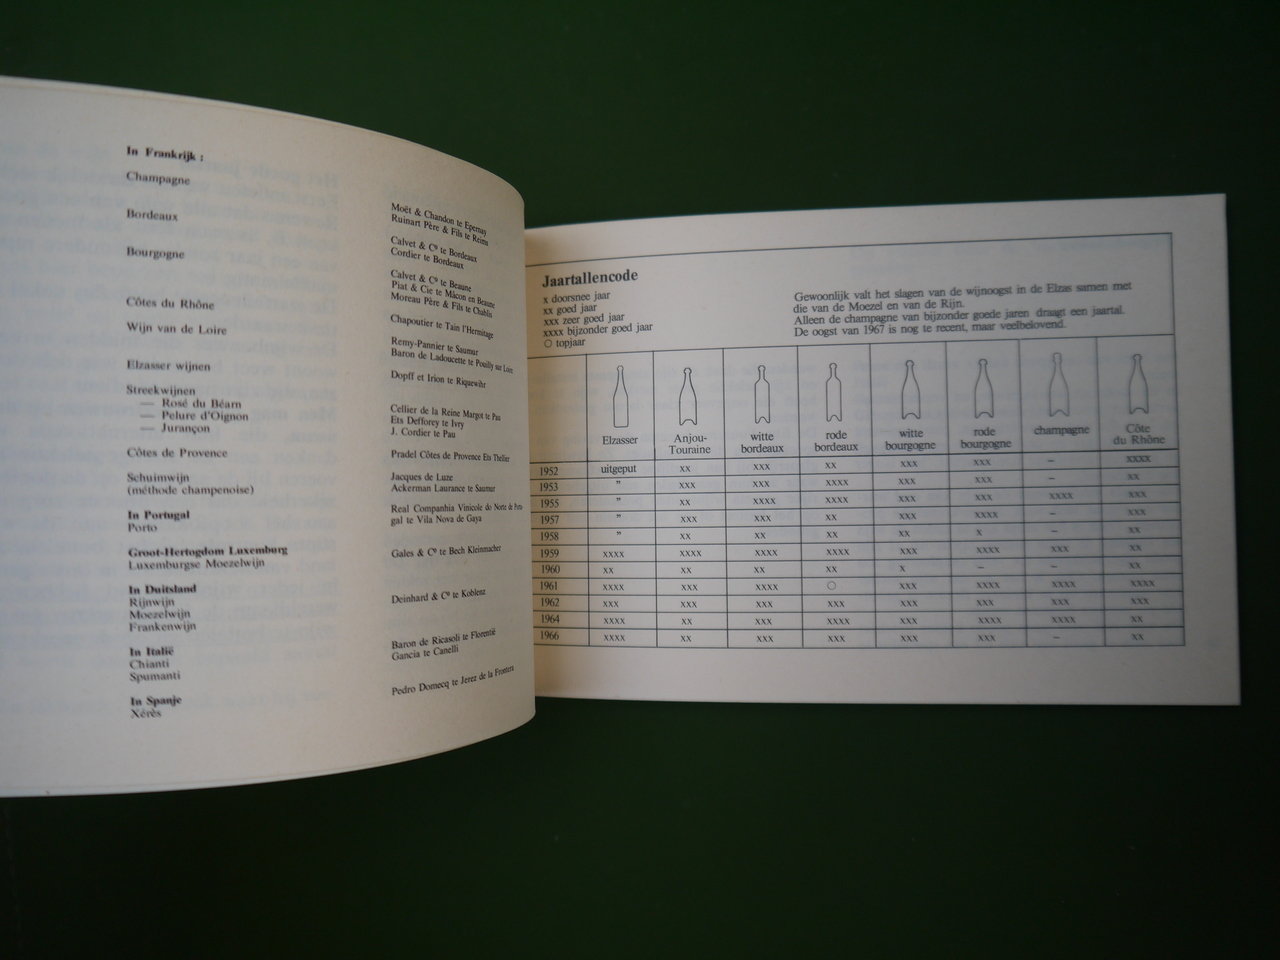 In Frankrijk :
Champagne
Moët & Chandon te Epernay
Ruinart Père & Fils te Reims
Bordeaux
Calvet & Cº te Bordeaux
Cordier te Bordeaux
Bourgogne
Calvet & Cº te Beaune
Piat & Cie te Mâcon en Beaune
Moreau Père & Fils te Chablis
Côtes du Rhône
Chapoutier te Tain l'Hermitage
Wijn van de Loire
Remy-Pannier te Saumur
Baron de Ladoucette te Pouilly sur Loire
Elzasser wijnen
Dopff et Irion te Riquewihr
Streekwijnen
— Rosé du Béarn
— Pelure d'Oignon
— Jurançon
Cellier de la Reine Margot te Pau
Ets Defforey te Ivry
J. Cordier te Pau
Côtes de Provence
Pradel Côtes de Provence Ets Thelier
Schuimwijn
(méthode champenoise)
Jacques de Luze
Ackerman Laurance te Saumur
In Portugal
Porto
Real Companhia Vinicole do Norte de Portu-
gal te Vila Nova de Gaya
Groot-Hertogdom Luxemburg
Luxemburgse Moezelwijn
Gales & Cº te Bech Kleinmacher
In Duitsland
Rijnwijn
Moezelwijn
Frankenwijn
Deinhard & Cº te Koblenz
In Italië
Chianti
Spumanti
Baron de Ricasoli te Florentië
Gancia te Canelli
In Spanje
Xérès
Pedro Domecq te Jerez de la Frontera
Jaartallencode
x doorsnee jaar
xx goed jaar
xxx zeer goed jaar
xxxx bijzonder goed jaar
○ topjaar
Gewoonlijk valt het slagen van de wijnoogst in de Elzas samen met
die van de Moezel en van de Rijn.
Alleen de champagne van bijzonder goede jaren draagt een jaartal.
De oogst van 1967 is nog te recent, maar veelbelovend.
Elzasser Anjou-Touraine witte bordeaux rode bordeaux witte bourgogne rode bourgogne champagne Côte du Rhône
1952 uitgeput xx xxx xx xxx xxx – xxxx
1953 " xxx xxx xxxx xxx xxx – xx
1955 " xx xxxx xxxx xxx xxx xxxx xxx
1957 " xxx xxx xx xxx xxxx – xx
1958 " xx xx xx xx x – xx
1959 xxxx xxxx xxxx xxxx xxx xxxx xxx xx
1960 xx xx xx xx x – – xx
1961 xxxx xxx xxxx ○ xxx xxxx xxxx xxxx
1962 xxx xxx xxx xxx xxx xxx xxx xxx
1964 xxxx xxx xxx xxxx xxx xxxx xxxx xx
1966 xxxx xx xxx xxx xxx xxx – xx